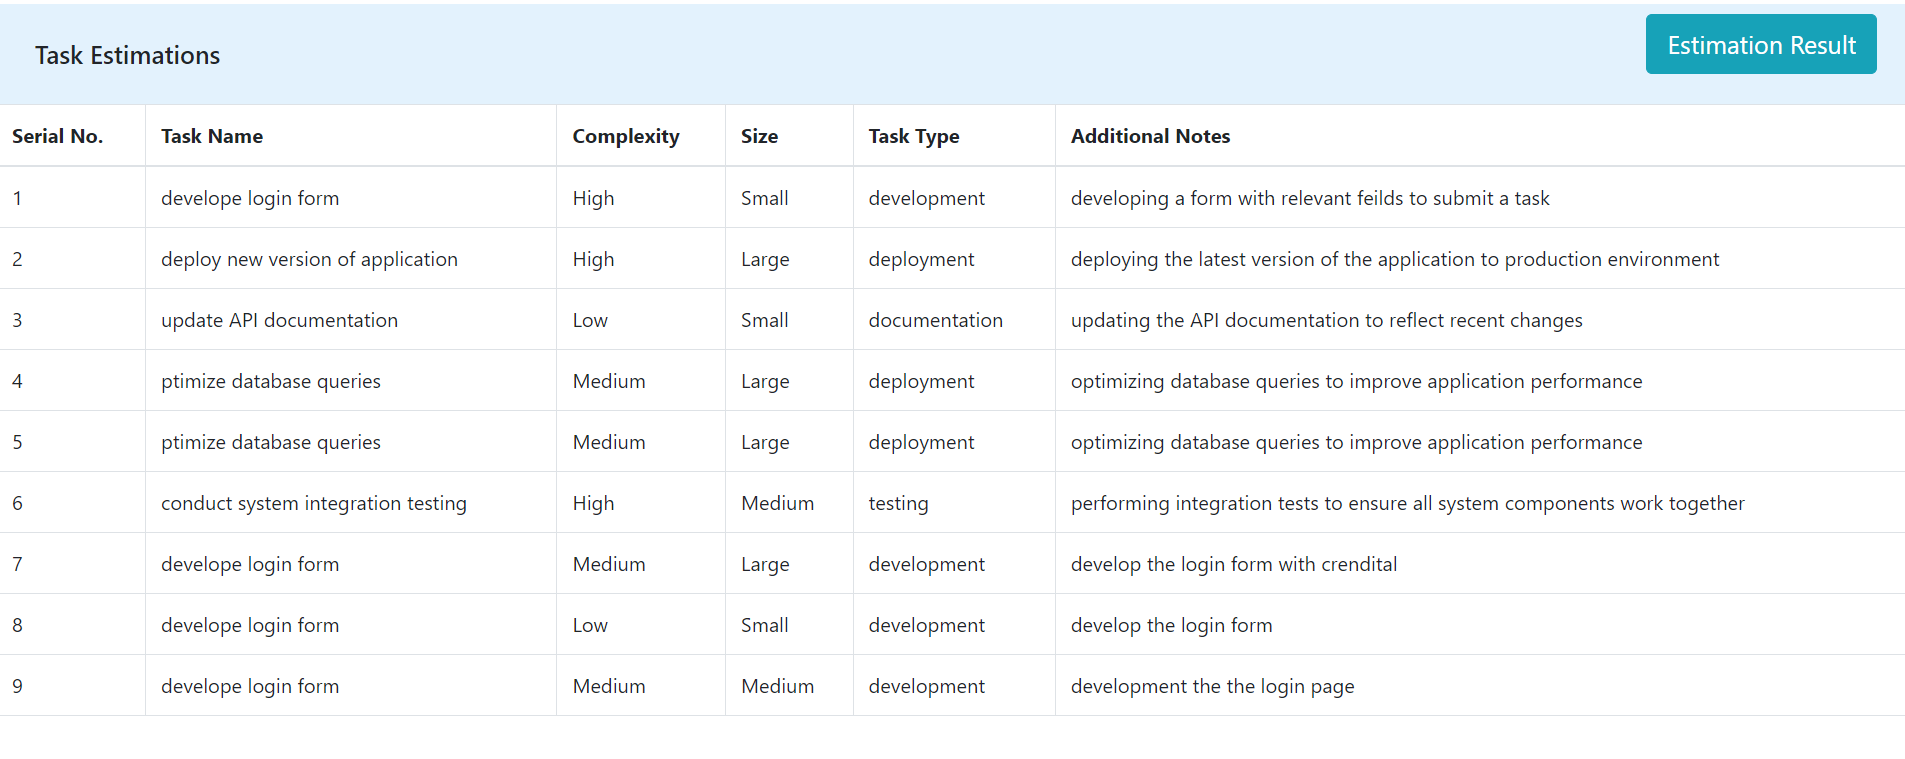 Task Estimations
Estimation Result
Serial No. Task Name Complexity Size Task Type Additional Notes
1 develope login form High Small development developing a form with relevant feilds to submit a task
2 deploy new version of application High Large deployment deploying the latest version of the application to production environment
3 update API documentation Low Small documentation updating the API documentation to reflect recent changes
4 ptimize database queries Medium Large deployment optimizing database queries to improve application performance
5 ptimize database queries Medium Large deployment optimizing database queries to improve application performance
6 conduct system integration testing High Medium testing performing integration tests to ensure all system components work together
7 develope login form Medium Large development develop the login form with crendital
8 develope login form Low Small development develop the login form
9 develope login form Medium Medium development development the the login page